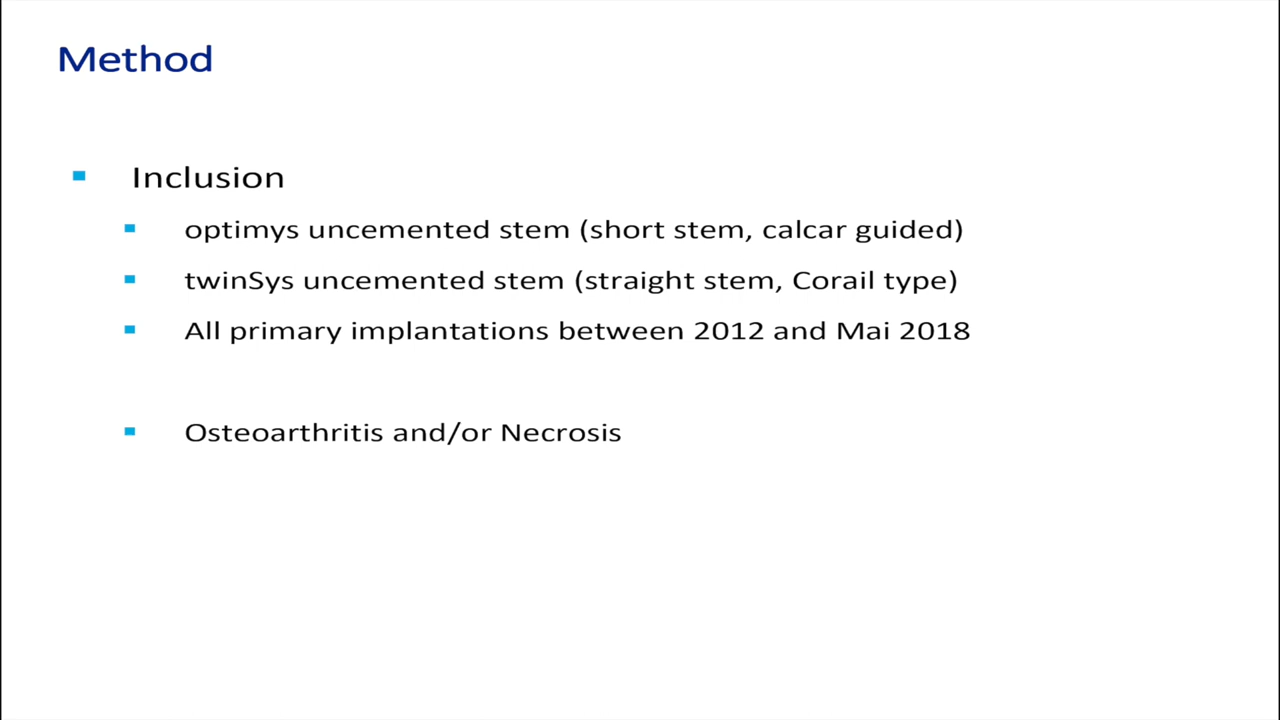 Method
Inclusion
optimys uncemented stem (short stem, calcar guided)
twinSys uncemented stem (straight stem, Corail type)
All primary implantations between 2012 and Mai 2018
Osteoarthritis and/or Necrosis